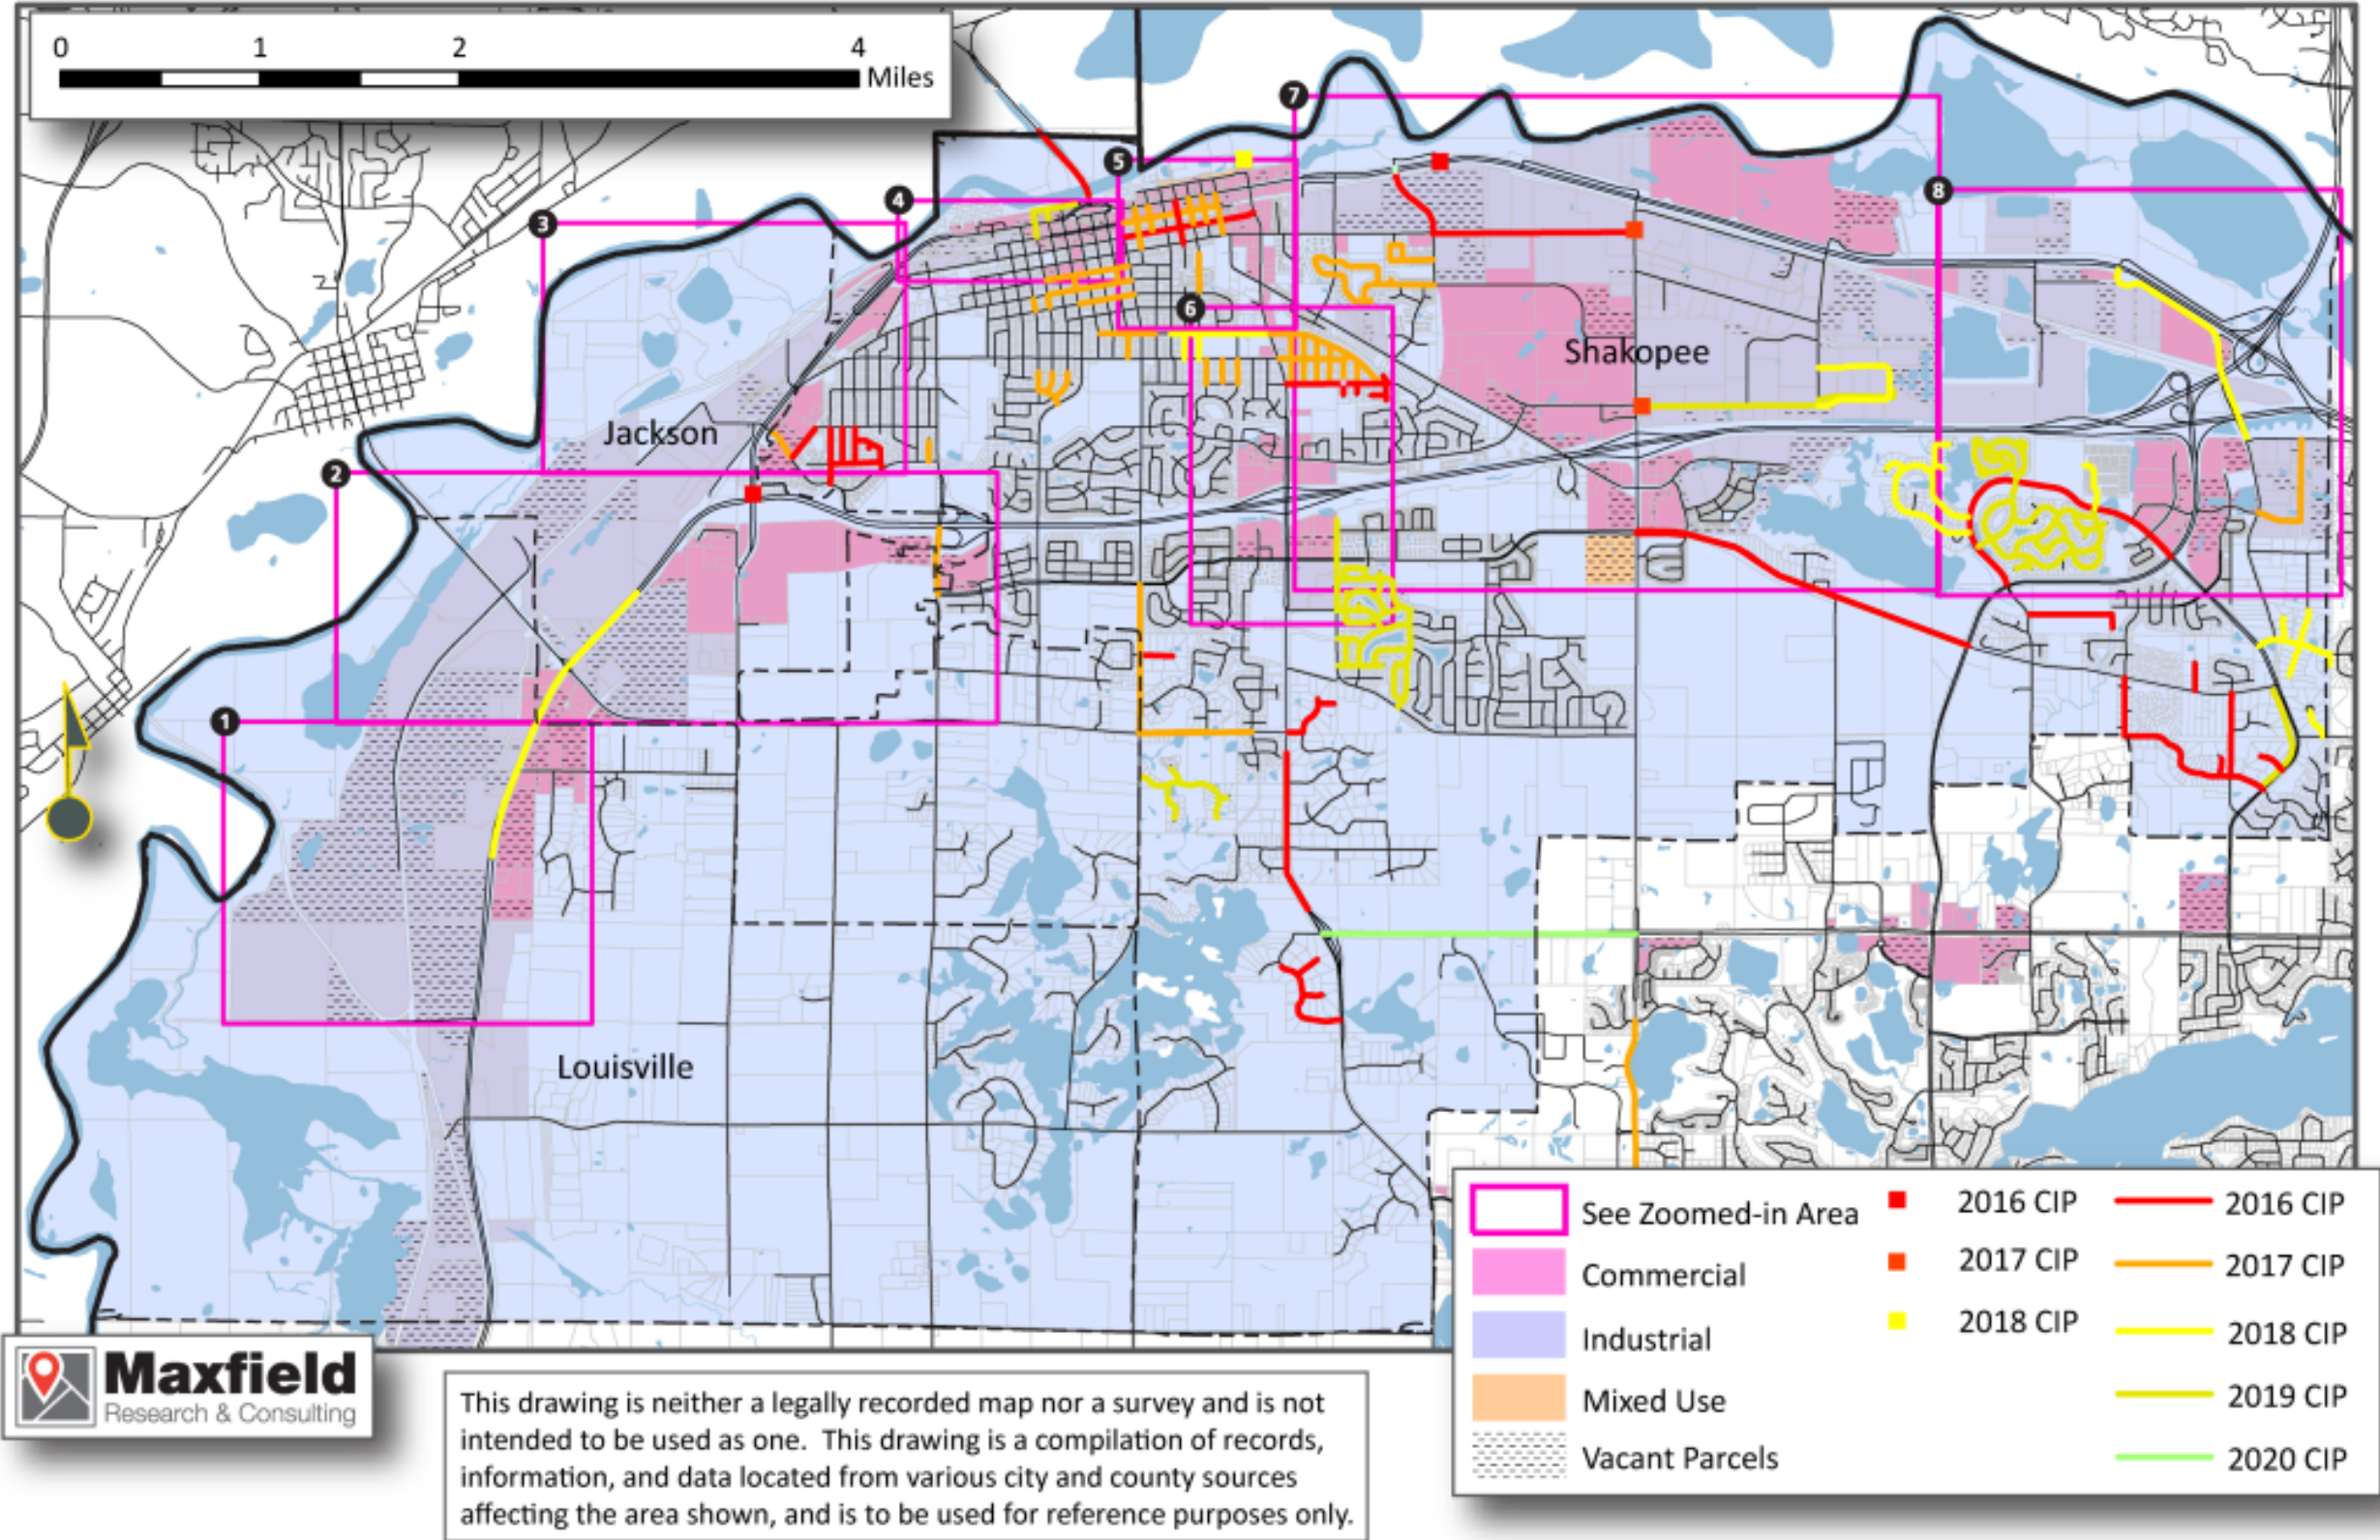 0 1 2 4
Miles
7
5
8
4
3
6
Shakopee
Jackson
2
1
Louisville
See Zoomed-in Area
Commercial
Industrial
Mixed Use
Vacant Parcels
2016 CIP
2017 CIP
2018 CIP
2016 CIP
2017 CIP
2018 CIP
2019 CIP
2020 CIP
Maxfield
Research & Consulting
This drawing is neither a legally recorded map nor a survey and is not
intended to be used as one. This drawing is a compilation of records,
information, and data located from various city and county sources
affecting the area shown, and is to be used for reference purposes only.